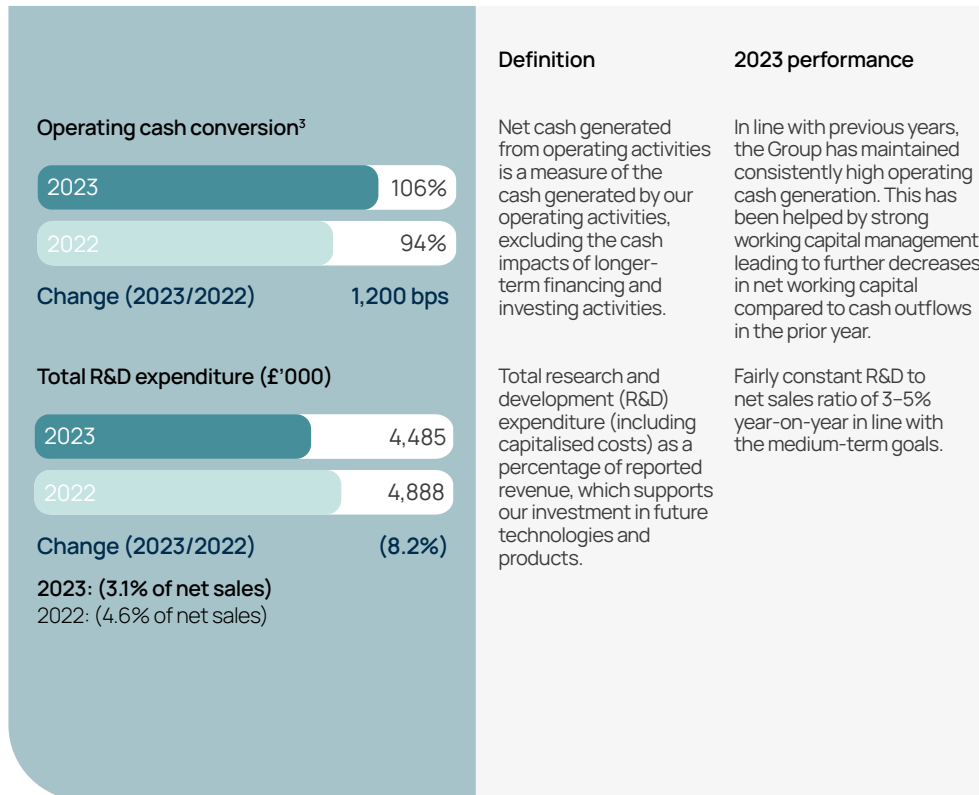 Definition
2023 performance
Operating cash conversion³
2023
106%
2022
94%
Change (2023/2022)
1,200 bps
Net cash generated
from operating activities
is a measure of the
cash generated by our
operating activities,
excluding the cash
impacts of longer-
term financing and
investing activities.
In line with previous years,
the Group has maintained
consistently high operating
cash generation. This has
been helped by strong
working capital management
leading to further decreases
in net working capital
compared to cash outflows
in the prior year.
Total R&D expenditure (£’000)
2023
4,485
2022
4,888
Change (2023/2022)
(8.2%)
2023: (3.1% of net sales)
2022: (4.6% of net sales)
Total research and
development (R&D)
expenditure (including
capitalised costs) as a
percentage of reported
revenue, which supports
our investment in future
technologies and
products.
Fairly constant R&D to
net sales ratio of 3–5%
year-on-year in line with
the medium-term goals.